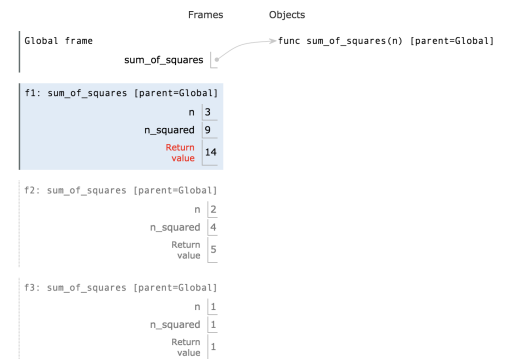 Frames Objects
Global frame func sum_of_squares(n) [parent=Global]
sum_of_squares
f1: sum_of_squares [parent=Global]
n 3
n_squared 9
Return
value 14
f2: sum_of_squares [parent=Global]
n 2
n_squared 4
Return
value 5
f3: sum_of_squares [parent=Global]
n 1
n_squared 1
Return
value 1